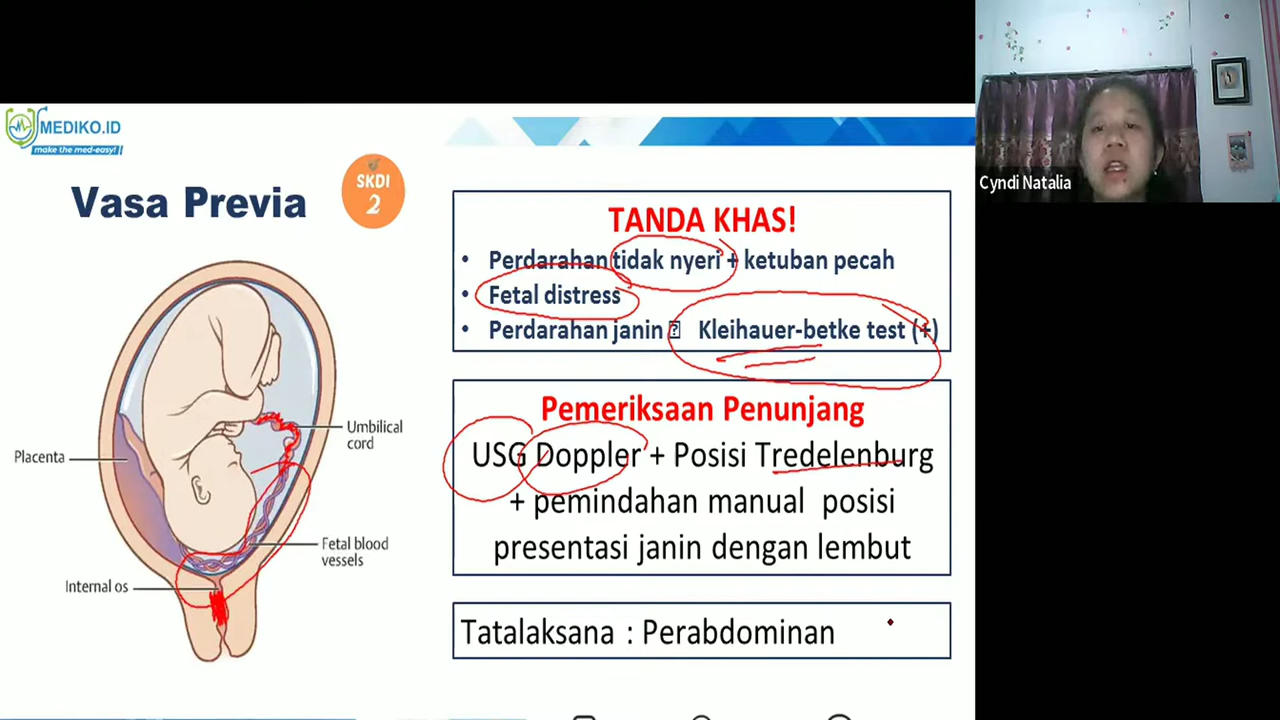 MEDIKO.ID
make the med-easy!
Vasa Previa
SKDI
2
TANDA KHAS!
• Perdarahan tidak nyeri + ketuban pecah
• Fetal distress
• Perdarahan janin Kleihauer-betke test (+)
Pemeriksaan Penunjang
USG Doppler + Posisi Tredelenburg
+ pemindahan manual posisi
presentasi janin dengan lembut
Tatalaksana : Perabdominan
Placenta
Umbilical
cord
Fetal blood
vessels
Internal os
Cyndi Natalia